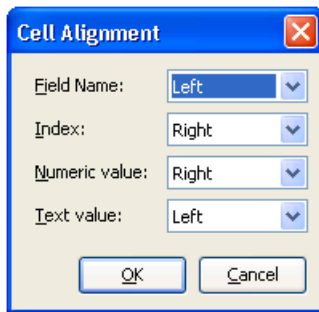 Cell Alignment
Field Name: Left
Index: Right
Numeric value: Right
Text value: Left
OK Cancel